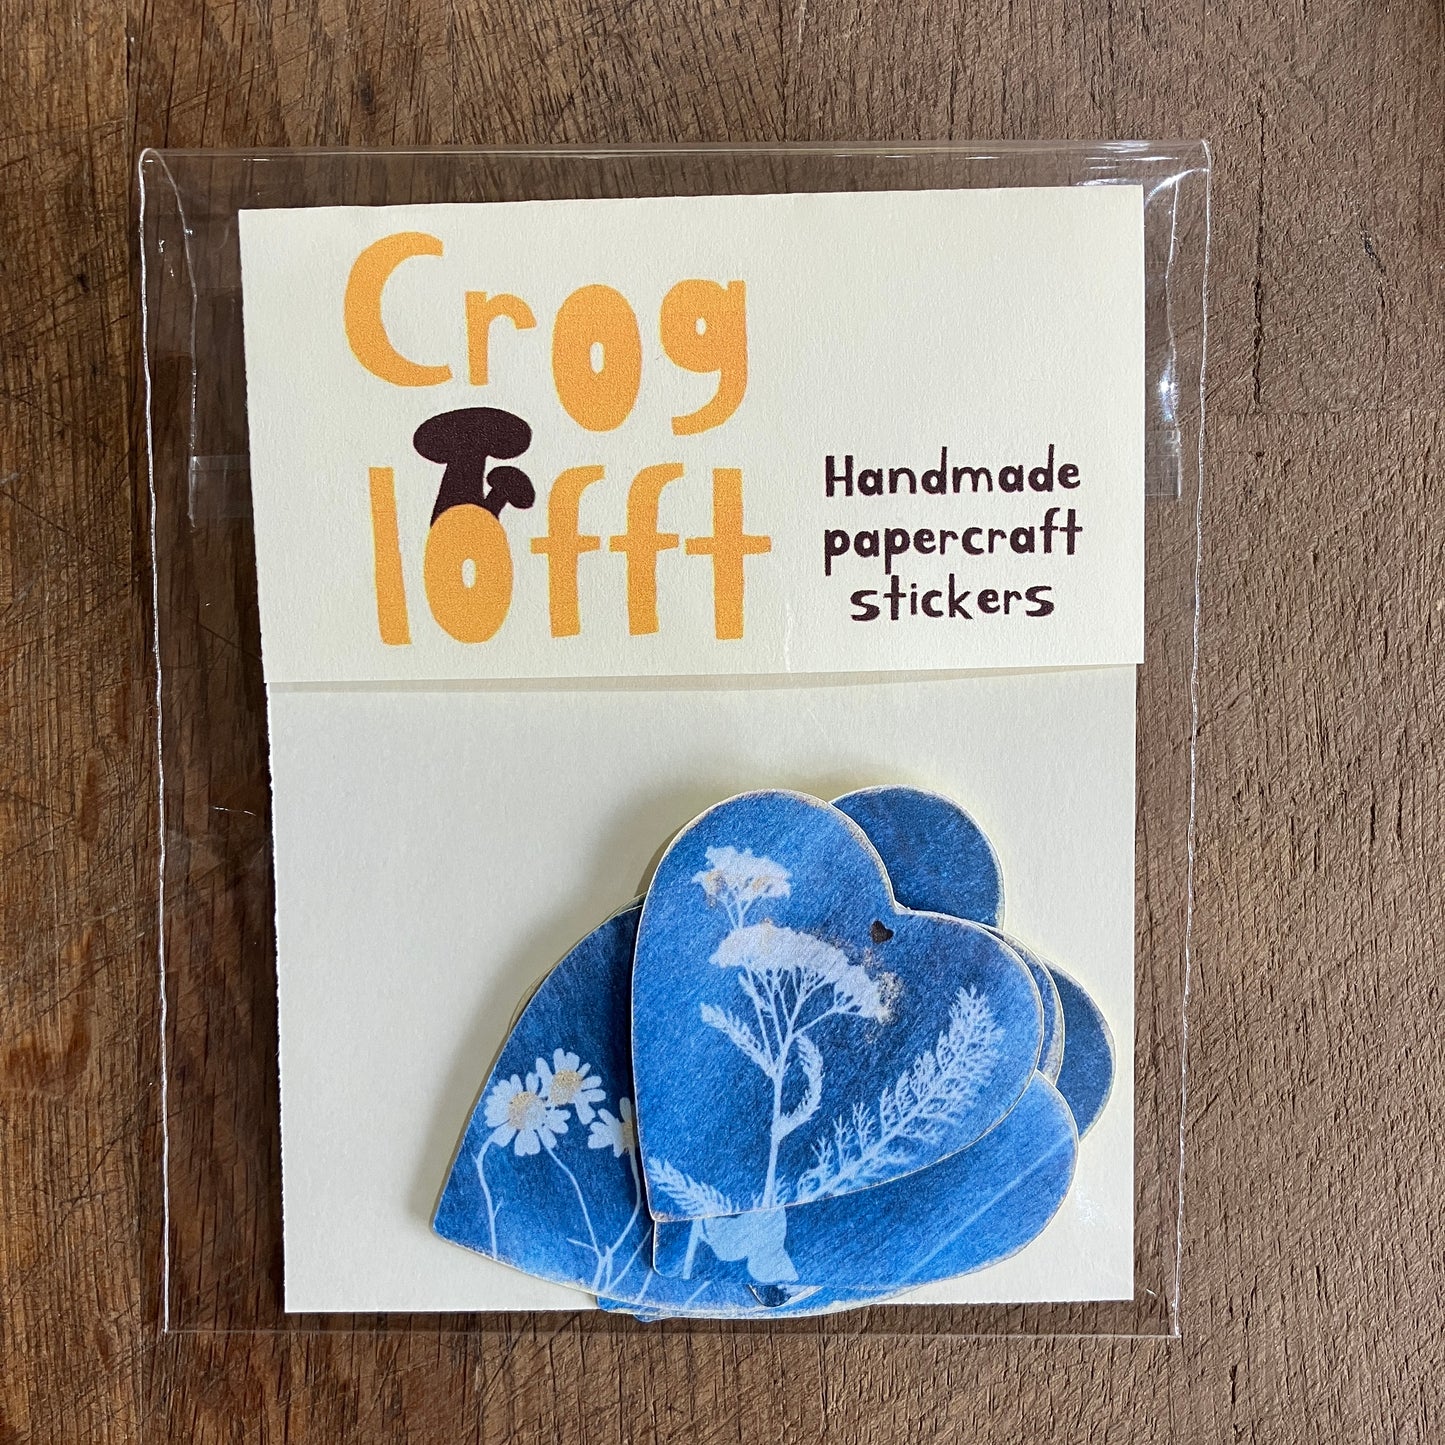 Crog
lofft
Handmade
papercraft
stickers